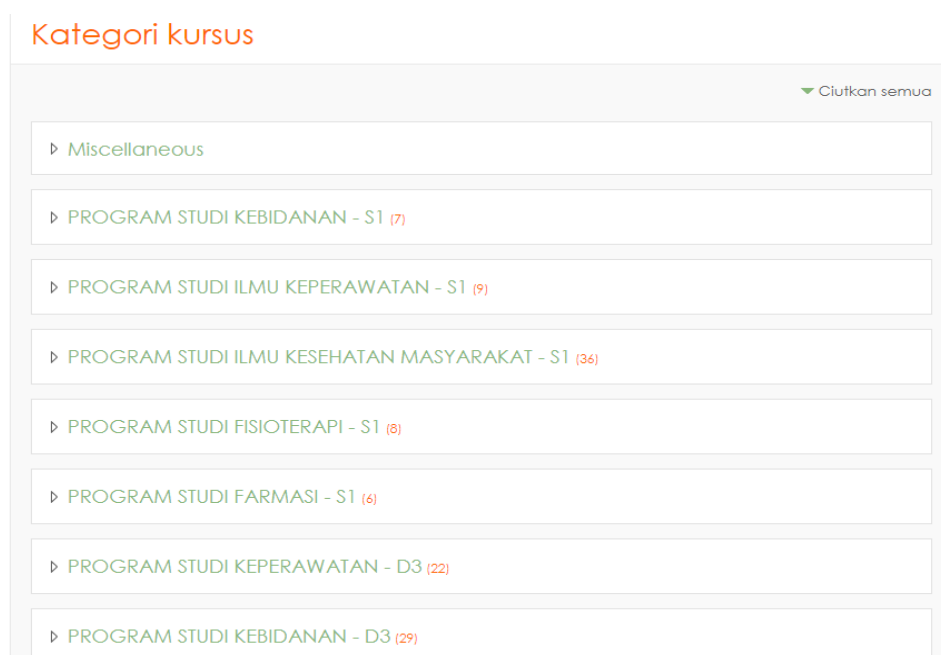 Kategori kursus
Ciutkan semua
Miscellaneous
PROGRAM STUDI KEBIDANAN - S1 (7)
PROGRAM STUDI ILMU KEPERAWATAN - S1 (9)
PROGRAM STUDI ILMU KESEHATAN MASYARAKAT - S1 (36)
PROGRAM STUDI FISIOTERAPI - S1 (8)
PROGRAM STUDI FARMASI - S1 (6)
PROGRAM STUDI KEPERAWATAN - D3 (22)
PROGRAM STUDI KEBIDANAN - D3 (29)